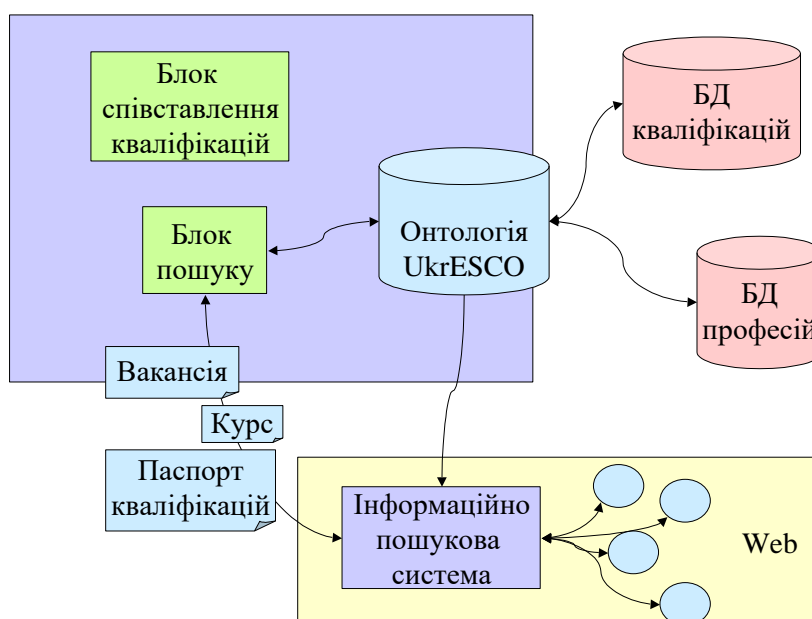 Блок
співставлення
кваліфікацій
БД
кваліфікацій
Онтологія
UkrESCO
Блок
пошуку
БД
професій
Вакансія
Курс
Паспорт
кваліфікацій
Інформаційно
пошукова
система
Web